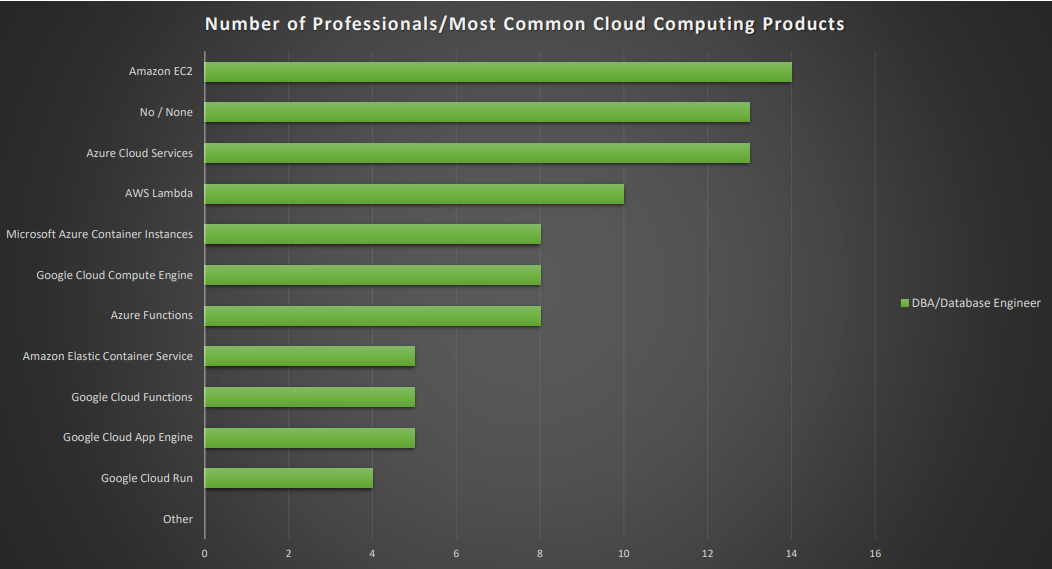 Number of Professionals/Most Common Cloud Computing Products
Amazon EC2
No / None
Azure Cloud Services
AWS Lambda
Microsoft Azure Container Instances
Google Cloud Compute Engine
Azure Functions
Amazon Elastic Container Service
Google Cloud Functions
Google Cloud App Engine
Google Cloud Run
Other
0 2 4 6 8 10 12 14 16
DBA/Database Engineer